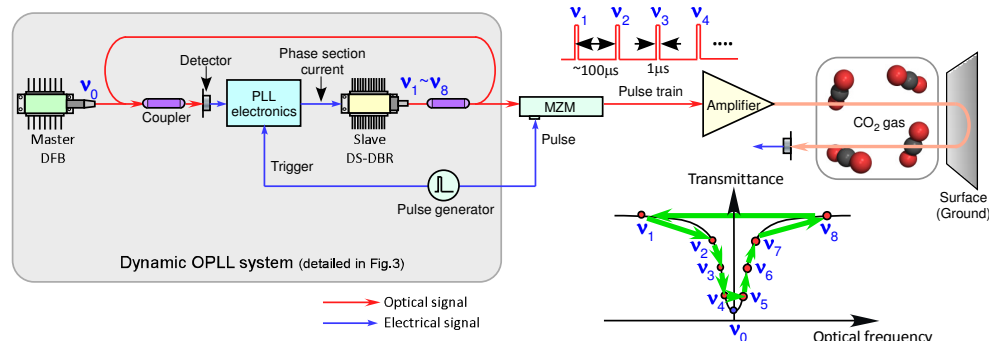 ν1 ν2 ν3 ν4
~100μs
1μs
....
Detector
Phase section
current
ν0
ν1~ν8
Coupler
PLL
electronics
Master
DFB
Slave
DS-DBR
MZM
Pulse train
Amplifier
CO2 gas
Trigger
Pulse
Pulse generator
Surface
(Ground)
Dynamic OPLL system (detailed in Fig.3)
Optical signal
Electrical signal
Transmittance
ν1
ν2
ν3
ν4
ν5
ν6
ν7
ν8
ν0
Optical frequency